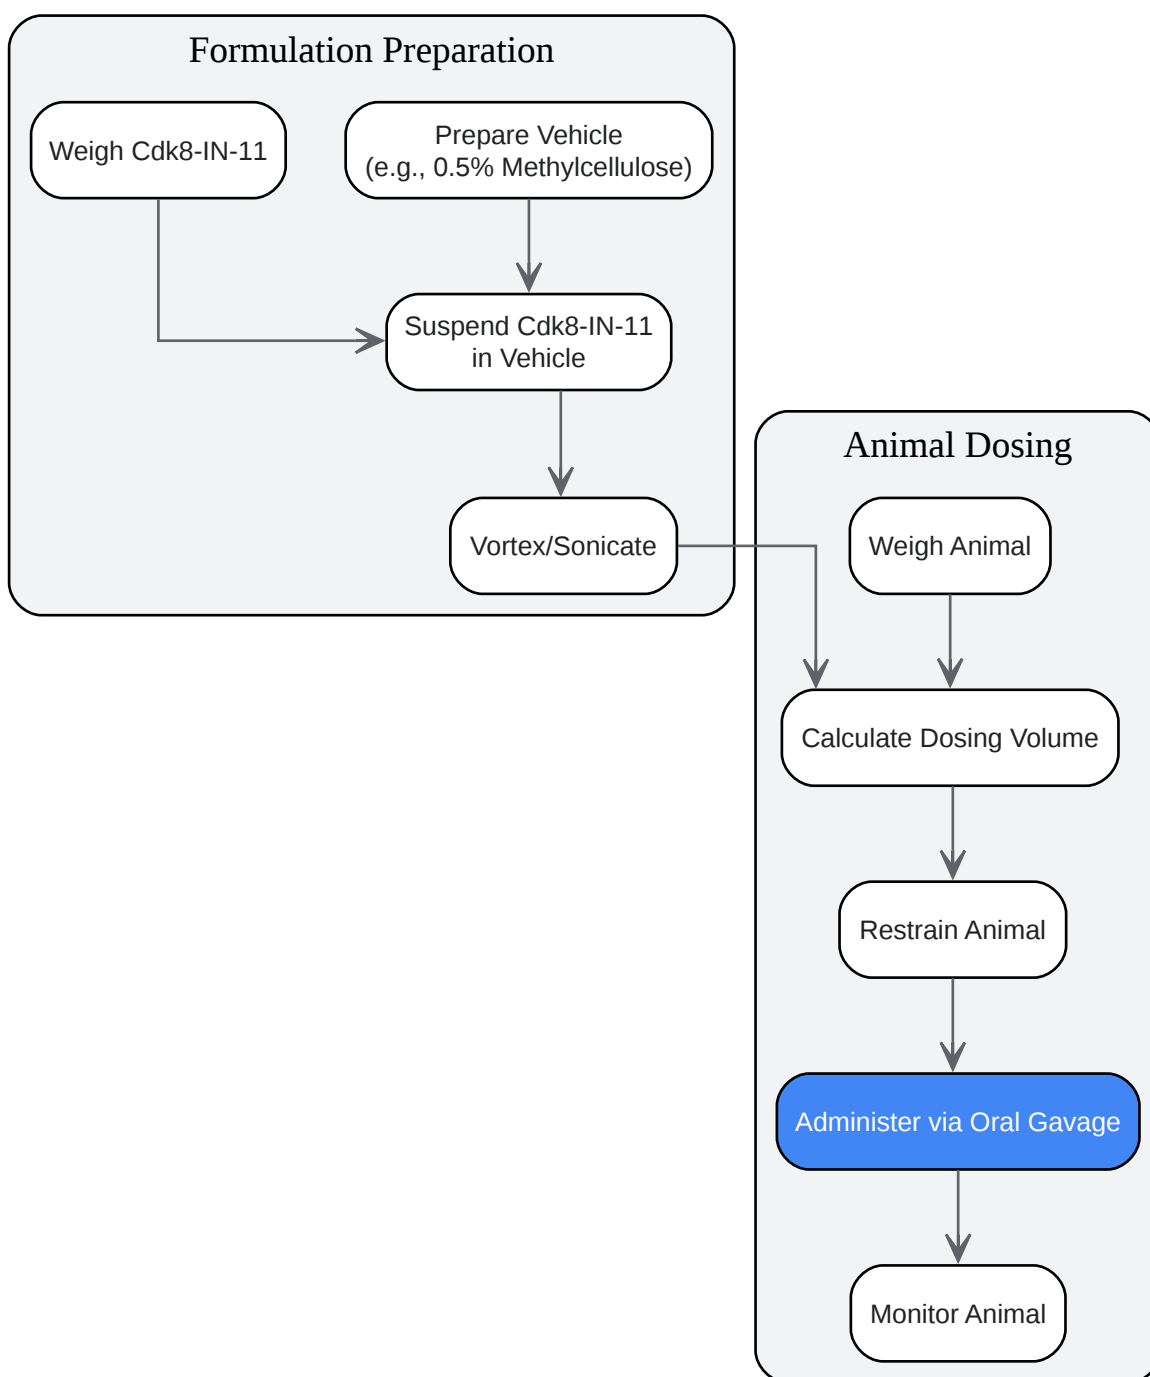 Formulation Preparation
Weigh Cdk8-IN-11
Prepare Vehicle
(e.g., 0.5% Methylcellulose)
Suspend Cdk8-IN-11
in Vehicle
Vortex/Sonicate
Animal Dosing
Weigh Animal
Calculate Dosing Volume
Restrain Animal
Administer via Oral Gavage
Monitor Animal